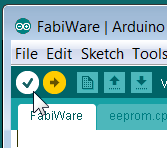 FabiWare | Arduino
File Edit Sketch Tools
FabiWare eeprom.cp